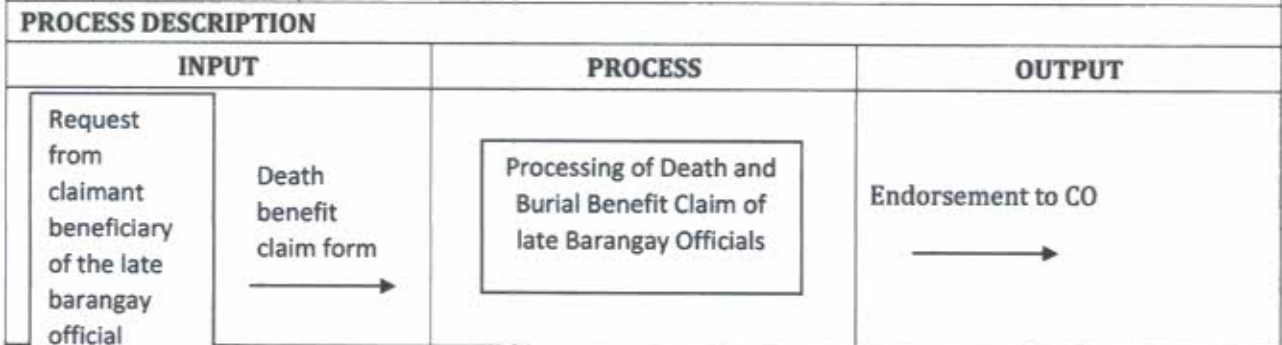 PROCESS DESCRIPTION
INPUT
PROCESS
OUTPUT
Request
from
claimant
beneficiary
of the late
barangay
official
Death
benefit
claim form
Processing of Death and
Burial Benefit Claim of
late Barangay Officials
Endorsement to CO